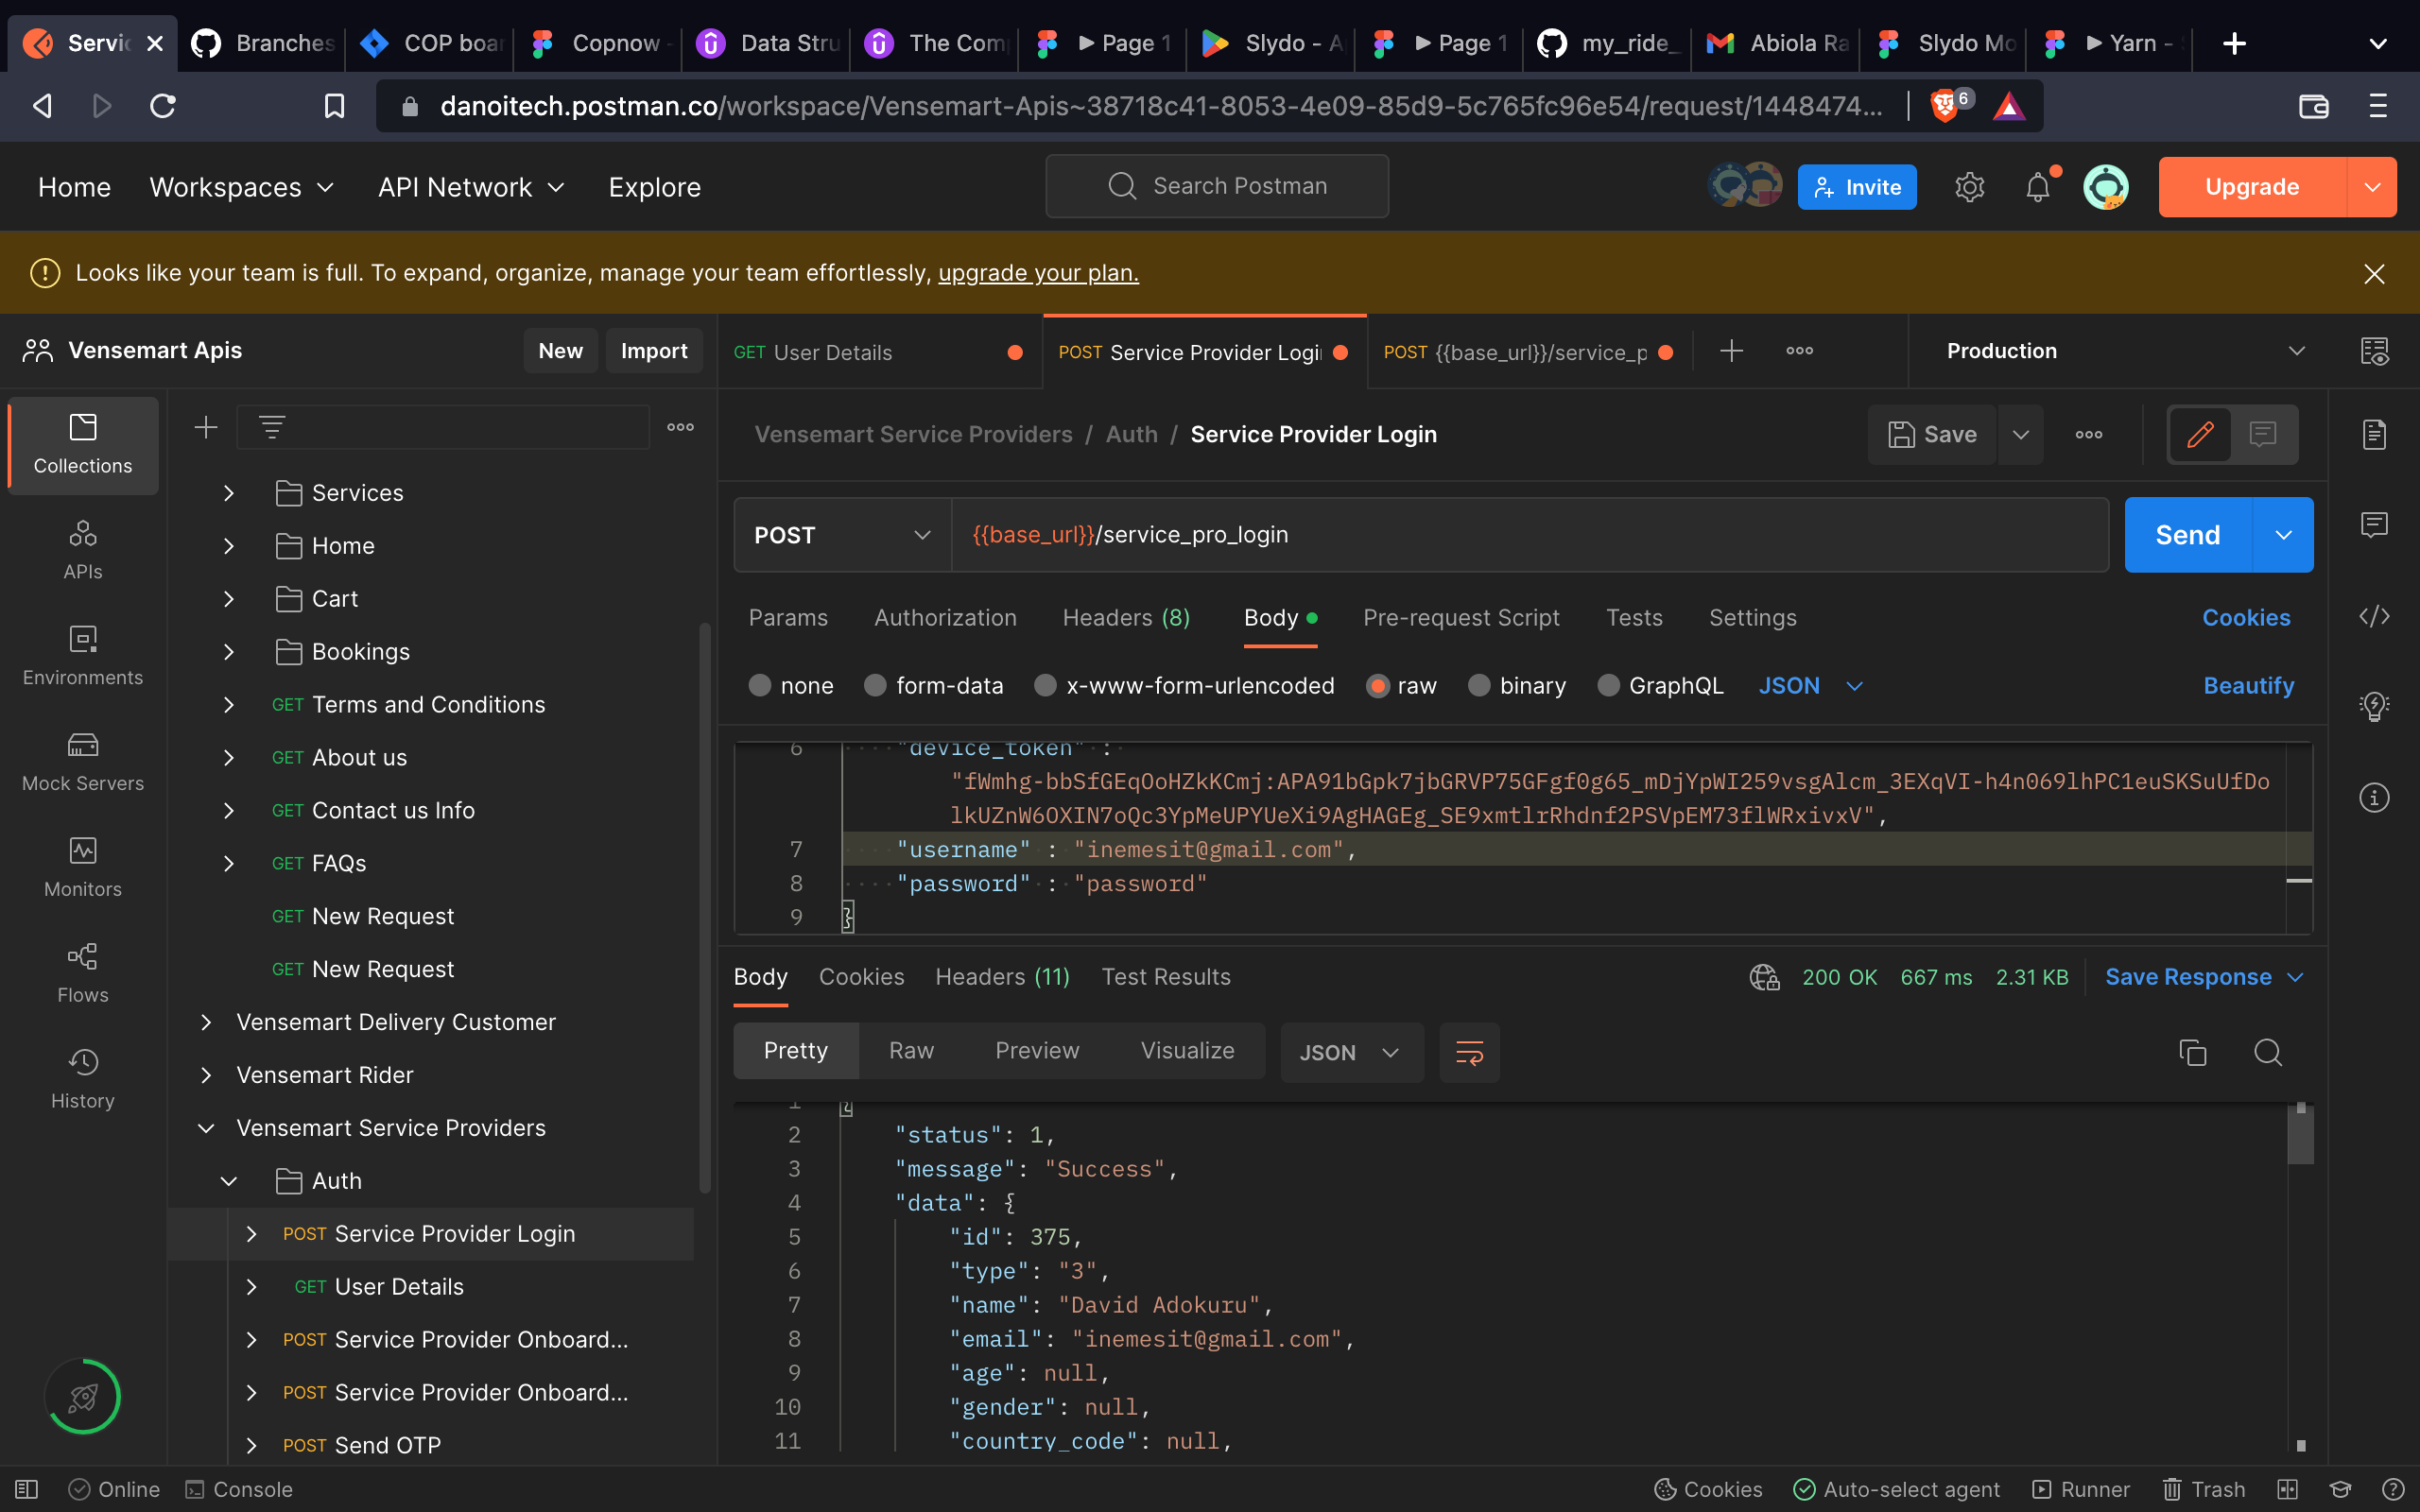 Servic
Branches
COP boar
Copnow -
Data Stru
The Com
Page 1
Slydo - A
Page 1
my_ride_
Abiola Ra
Slydo Mo
Yarn -
danoitech.postman.co/workspace/Vensemart-Apis~38718c41-8053-4e09-85d9-5c765fc96e54/request/1448474...
6
Home
Workspaces
API Network
Explore
Search Postman
Invite
Upgrade
Looks like your team is full. To expand, organize, manage your team effortlessly, upgrade your plan.
Vensemart Apis
New
Import
GET User Details
POST Service Provider Login
POST {{base_url}}/service_p
Production
Collections
APIs
Environments
Mock Servers
Monitors
Flows
History
Services
Home
Cart
Bookings
GET Terms and Conditions
GET About us
GET Contact us Info
GET FAQs
GET New Request
GET New Request
Vensemart Delivery Customer
Vensemart Rider
Vensemart Service Providers
Auth
POST Service Provider Login
GET User Details
POST Service Provider Onboard...
POST Service Provider Onboard...
POST Send OTP
Vensemart Service Providers / Auth / Service Provider Login
Save
POST
{{base_url}}/service_pro_login
Send
Params
Authorization
Headers (8)
Body
Pre-request Script
Tests
Settings
Cookies
none
form-data
x-www-form-urlencoded
raw
binary
GraphQL
JSON
Beautify
6 "device_token" :
"fWmhg-bbSfGEqOoHZkKCmj:APA91bGpk7jbGRVP75GFgf0g65_mDjYpWI259vsgAlcm_3EXqVI-h4n069lhPC1euSKSuUfDo
lkUZnW6OXIN7oQc3YpMeUPYUeXi9AgHAGEg_SE9xmtlrRhdnf2PSVpEM73flWRxivxV",
7 "username" : "inemesit@gmail.com",
8 "password" : "password"
9 }
Body
Cookies
Headers (11)
Test Results
200 OK
667 ms
2.31 KB
Save Response
Pretty
Raw
Preview
Visualize
JSON
1 {
2 "status": 1,
3 "message": "Success",
4 "data": {
5 "id": 375,
6 "type": "3",
7 "name": "David Adokuru",
8 "email": "inemesit@gmail.com",
9 "age": null,
10 "gender": null,
11 "country_code": null,
Online
Console
Cookies
Auto-select agent
Runner
Trash